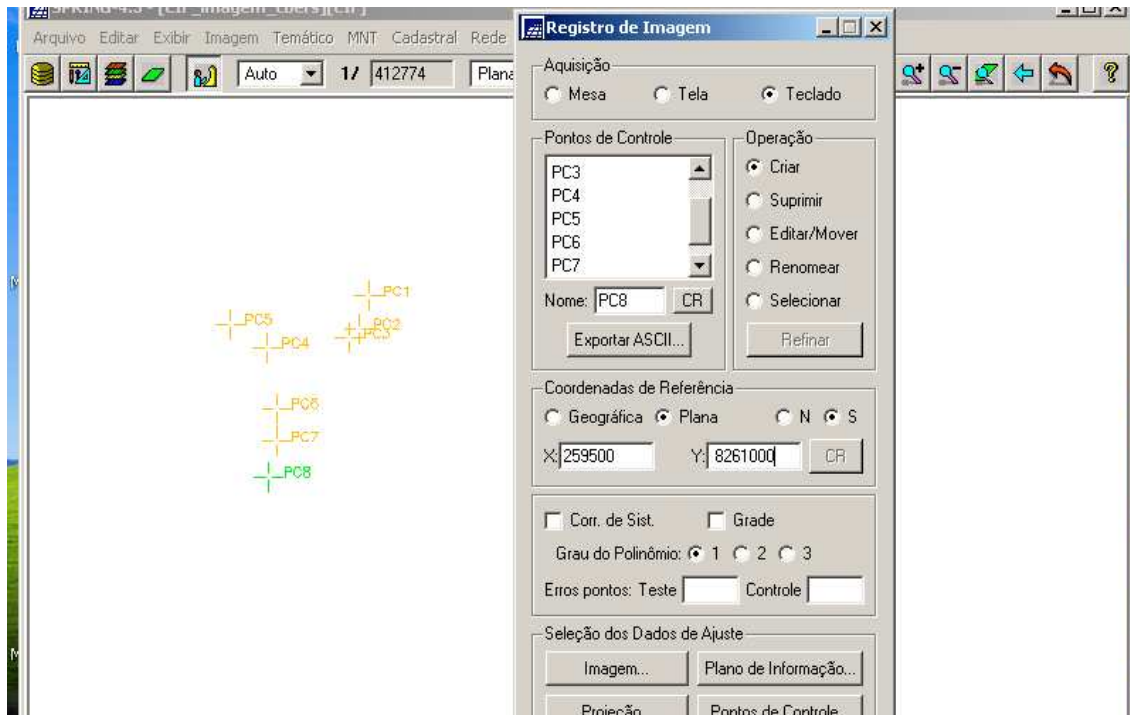 Registro de Imagem
Arquivo Editar Exibir Imagem Temático MNT Cadastral Rede
Auto 1/ 412774 Plana
Aquisição
Mesa Tela Teclado
Pontos de Controle
PC3
PC4
PC5
PC6
PC7
Nome: PC8 CR
Exportar ASCII...
Operação
Criar
Suprimir
Editar/Mover
Renomear
Selecionar
Refinar
Coordenadas de Referência
Geográfica Plana N S
X: 259500 Y: 8261000 CR
Corr. de Sist. Grade
Grau do Polinômio: 1 2 3
Erros pontos: Teste Controle
Seleção dos Dados de Ajuste
Imagem... Plano de Informação...
Projeção... Pontos de Controle...
PC1
PC2
PC3
PC5
PC4
PC6
PC7
PC8